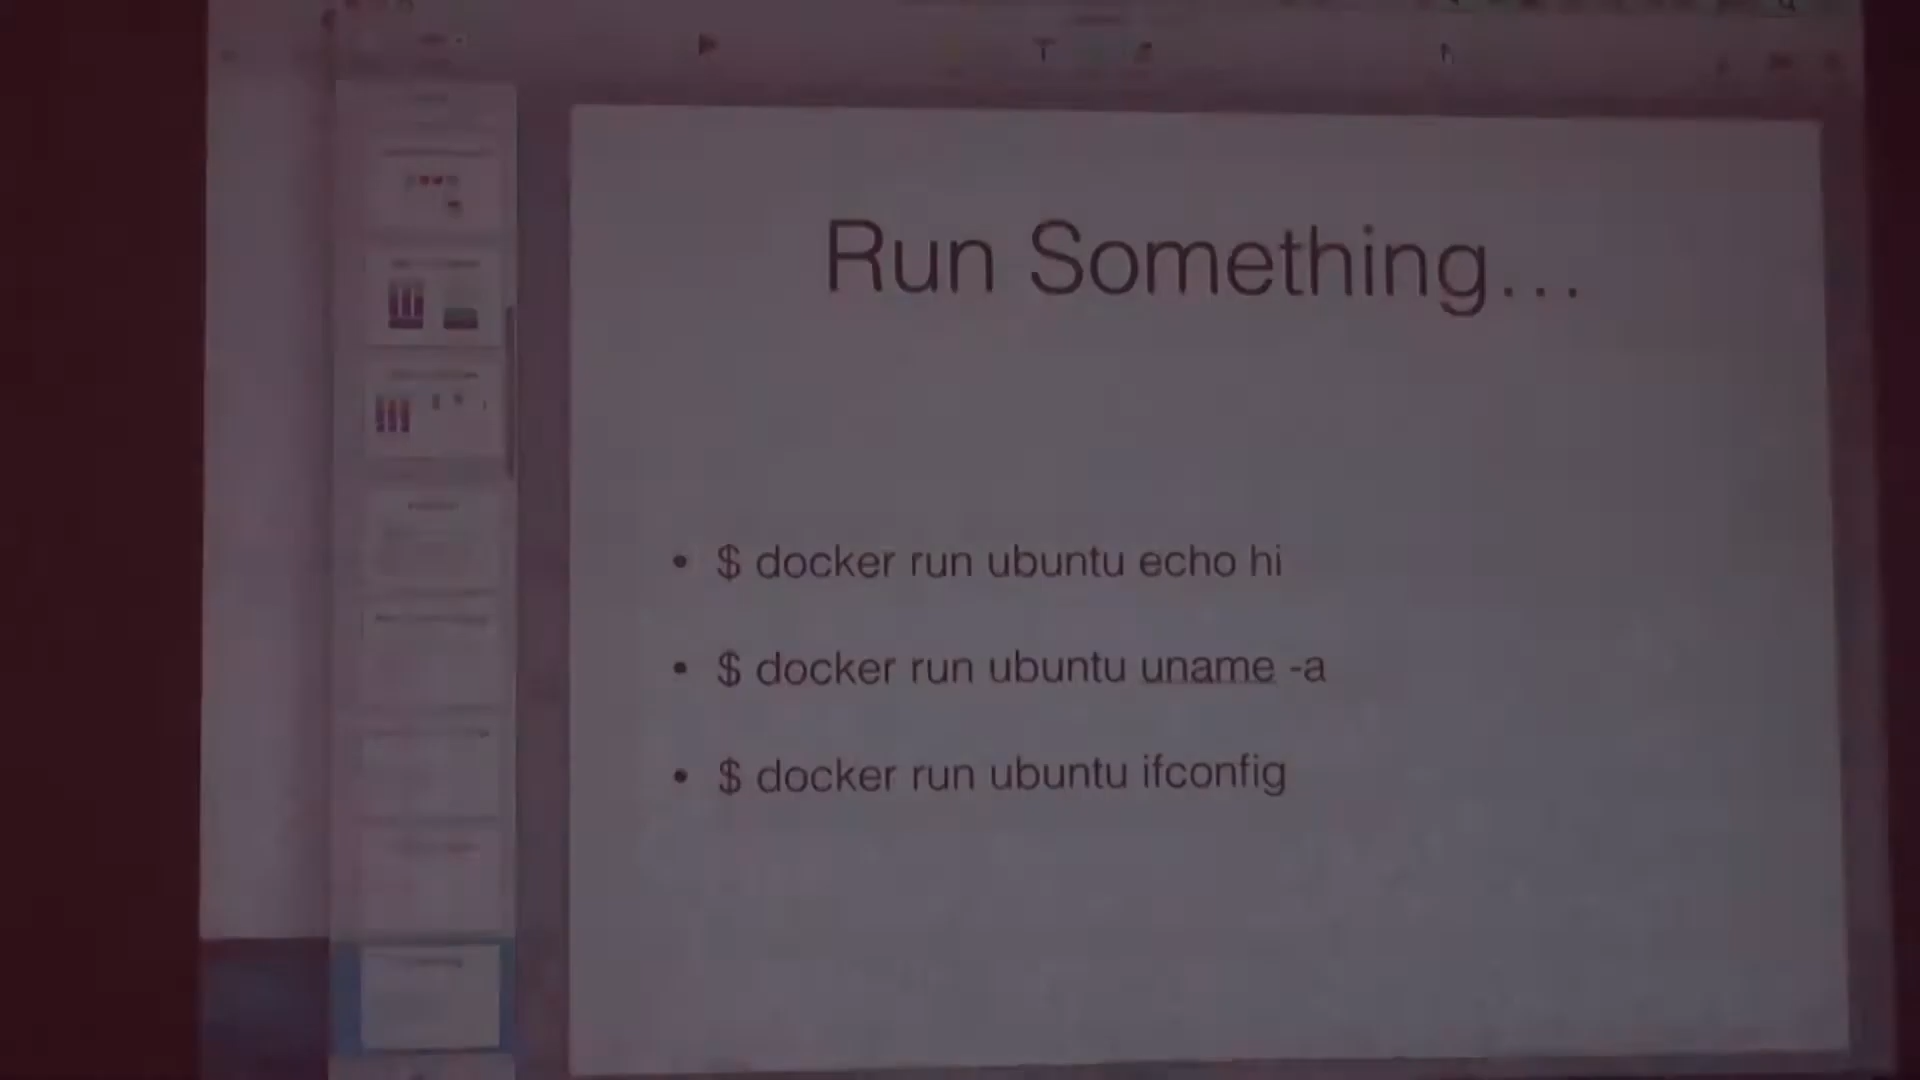 Run Something...
• $ docker run ubuntu echo hi
• $ docker run ubuntu uname -a
• $ docker run ubuntu ifconfig